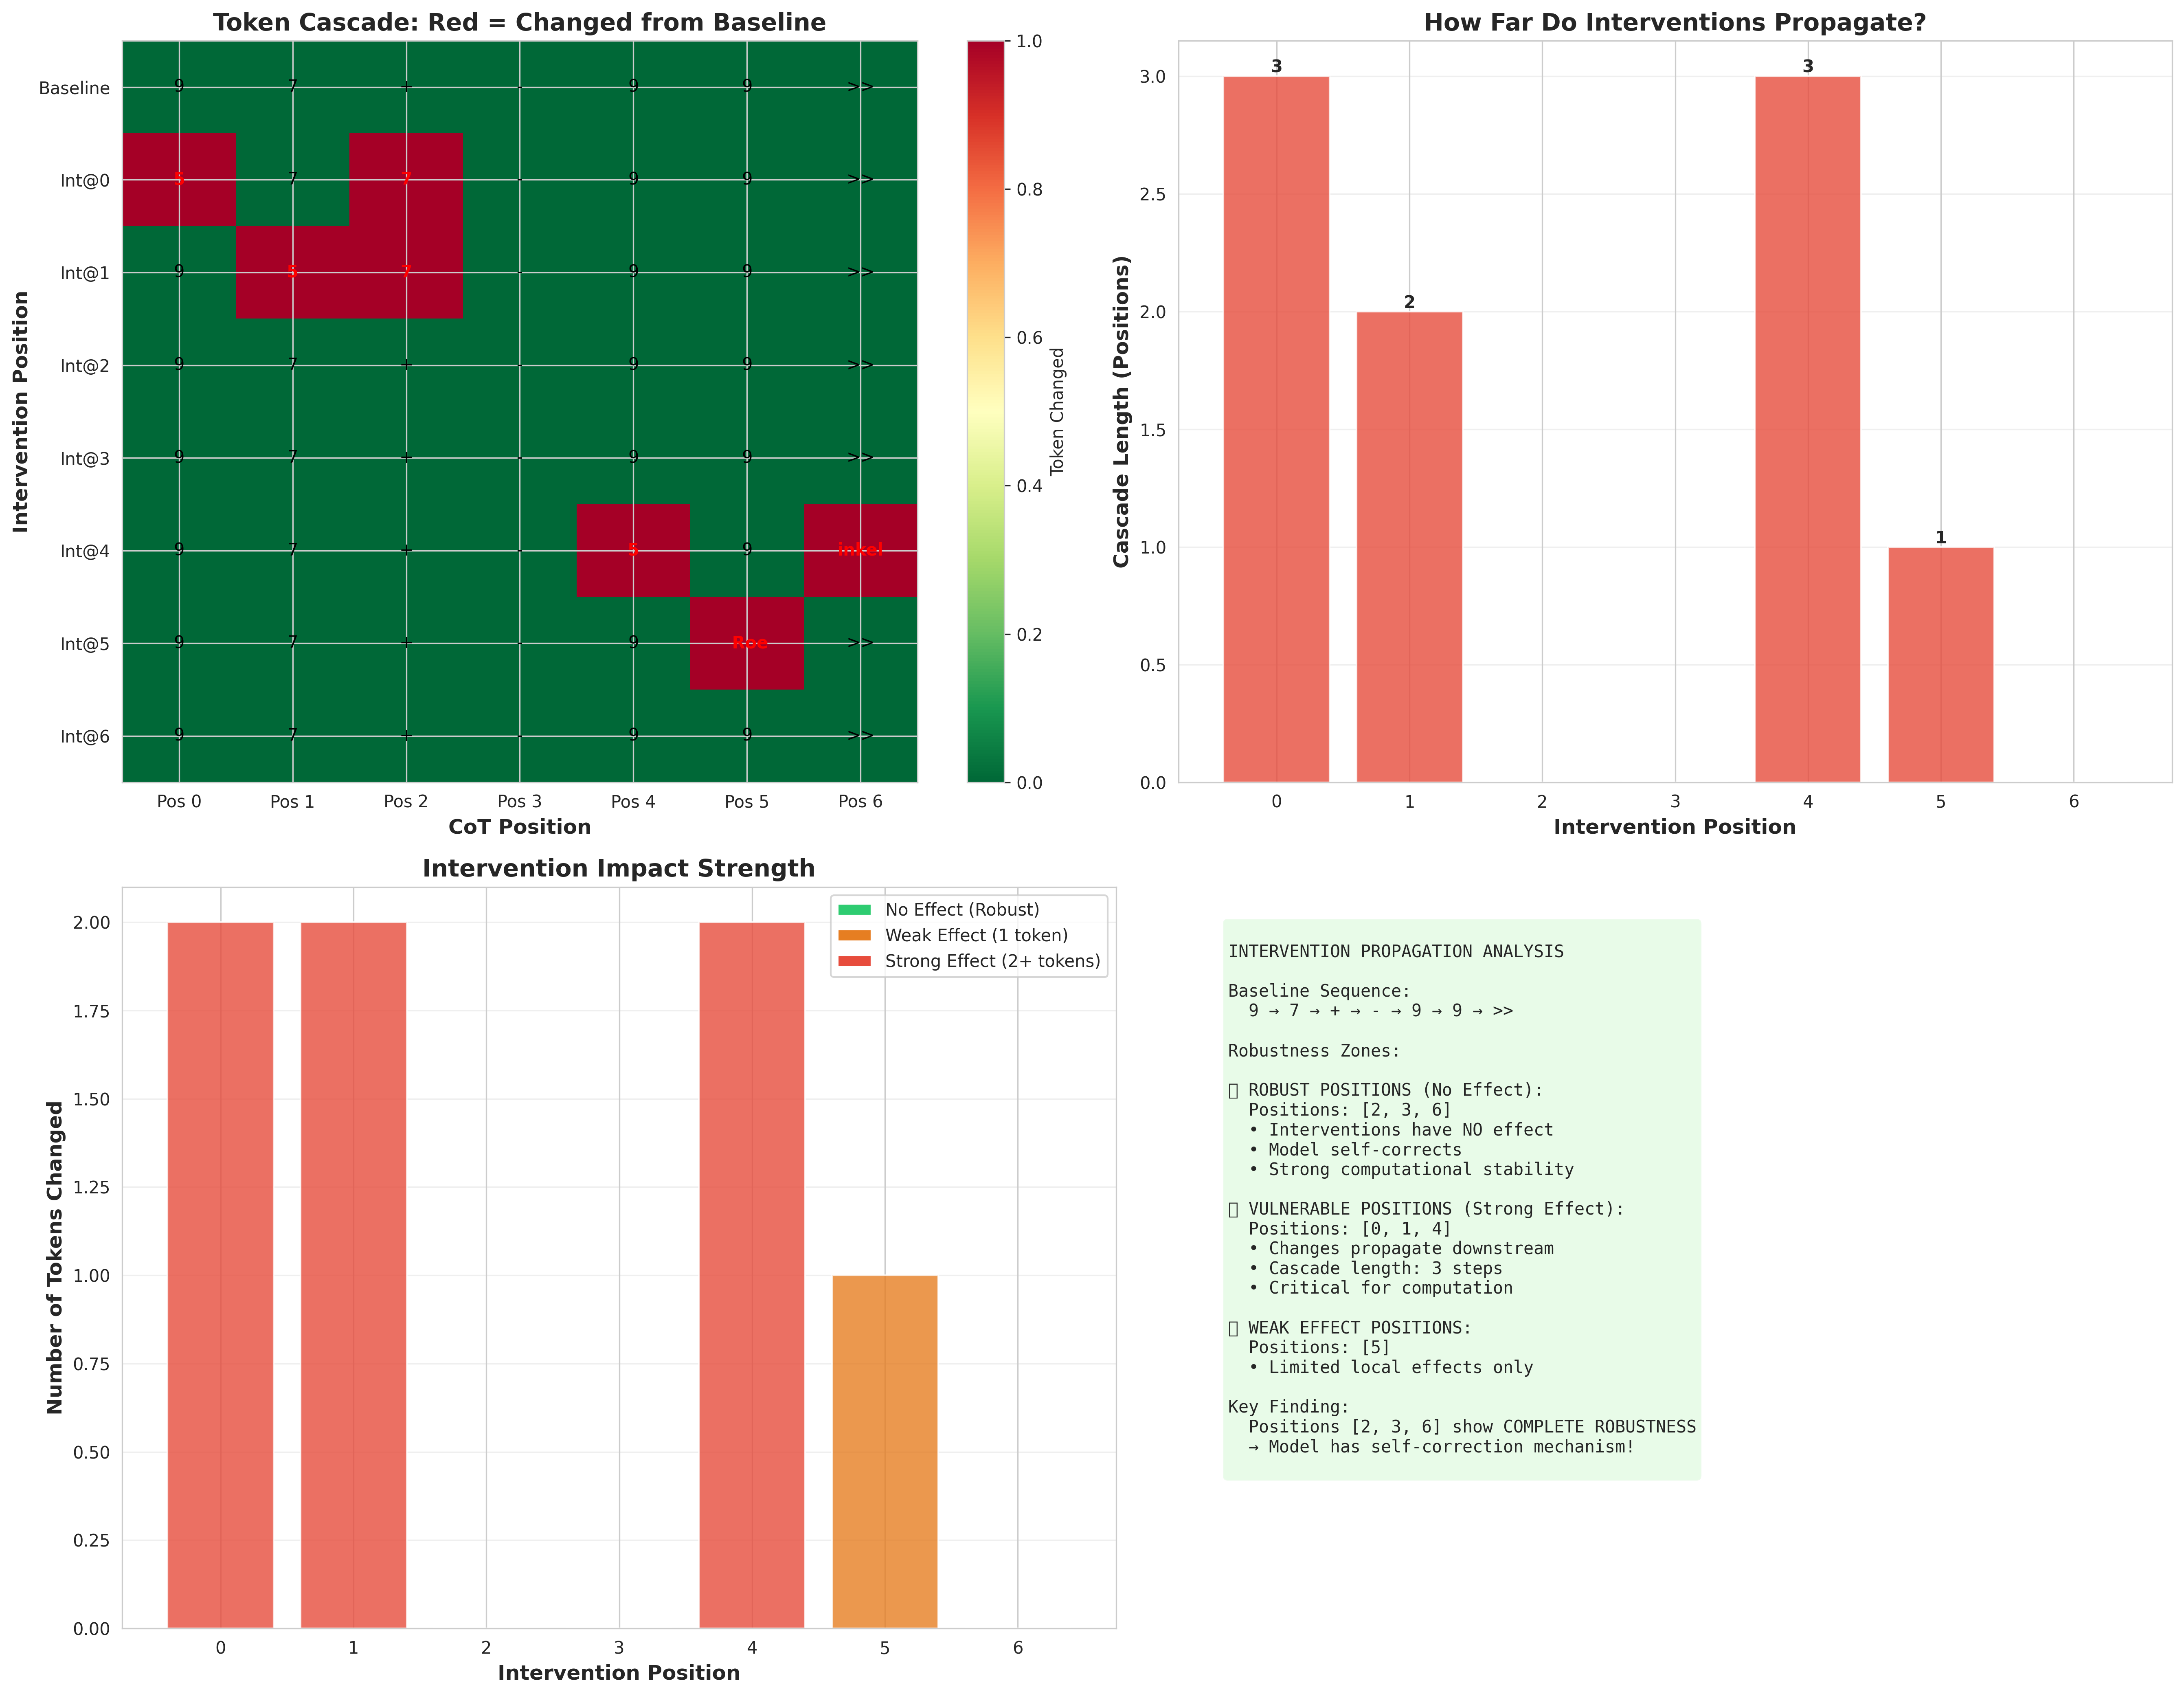 Token Cascade: Red = Changed from Baseline
Intervention Position
Baseline 9 7 + - 9 9 >>
Int@0 5 7 7 - 9 9 >>
Int@1 9 5 7 - 9 9 >>
Int@2 9 7 + - 9 9 >>
Int@3 9 7 + - 9 9 >>
Int@4 9 7 + - 5 9 inkel
Int@5 9 7 + - 9 Roe >>
Int@6 9 7 + - 9 9 >>
Pos 0 Pos 1 Pos 2 Pos 3 Pos 4 Pos 5 Pos 6
CoT Position
1.0
0.8
0.6
0.4
0.2
0.0
Token Changed
How Far Do Interventions Propagate?
Cascade Length (Positions)
3.0
2.5
2.0
1.5
1.0
0.5
0.0
3
2
3
1
0 1 2 3 4 5 6
Intervention Position
Intervention Impact Strength
Number of Tokens Changed
2.00
1.75
1.50
1.25
1.00
0.75
0.50
0.25
0.00
No Effect (Robust)
Weak Effect (1 token)
Strong Effect (2+ tokens)
0 1 2 3 4 5 6
Intervention Position
INTERVENTION PROPAGATION ANALYSIS
Baseline Sequence:
9 → 7 → + → - → 9 → 9 → >>
Robustness Zones:
ROBUST POSITIONS (No Effect):
Positions: [2, 3, 6]
• Interventions have NO effect
• Model self-corrects
• Strong computational stability
VULNERABLE POSITIONS (Strong Effect):
Positions: [0, 1, 4]
• Changes propagate downstream
• Cascade length: 3 steps
• Critical for computation
WEAK EFFECT POSITIONS:
Positions: [5]
• Limited local effects only
Key Finding:
Positions [2, 3, 6] show COMPLETE ROBUSTNESS
→ Model has self-correction mechanism!